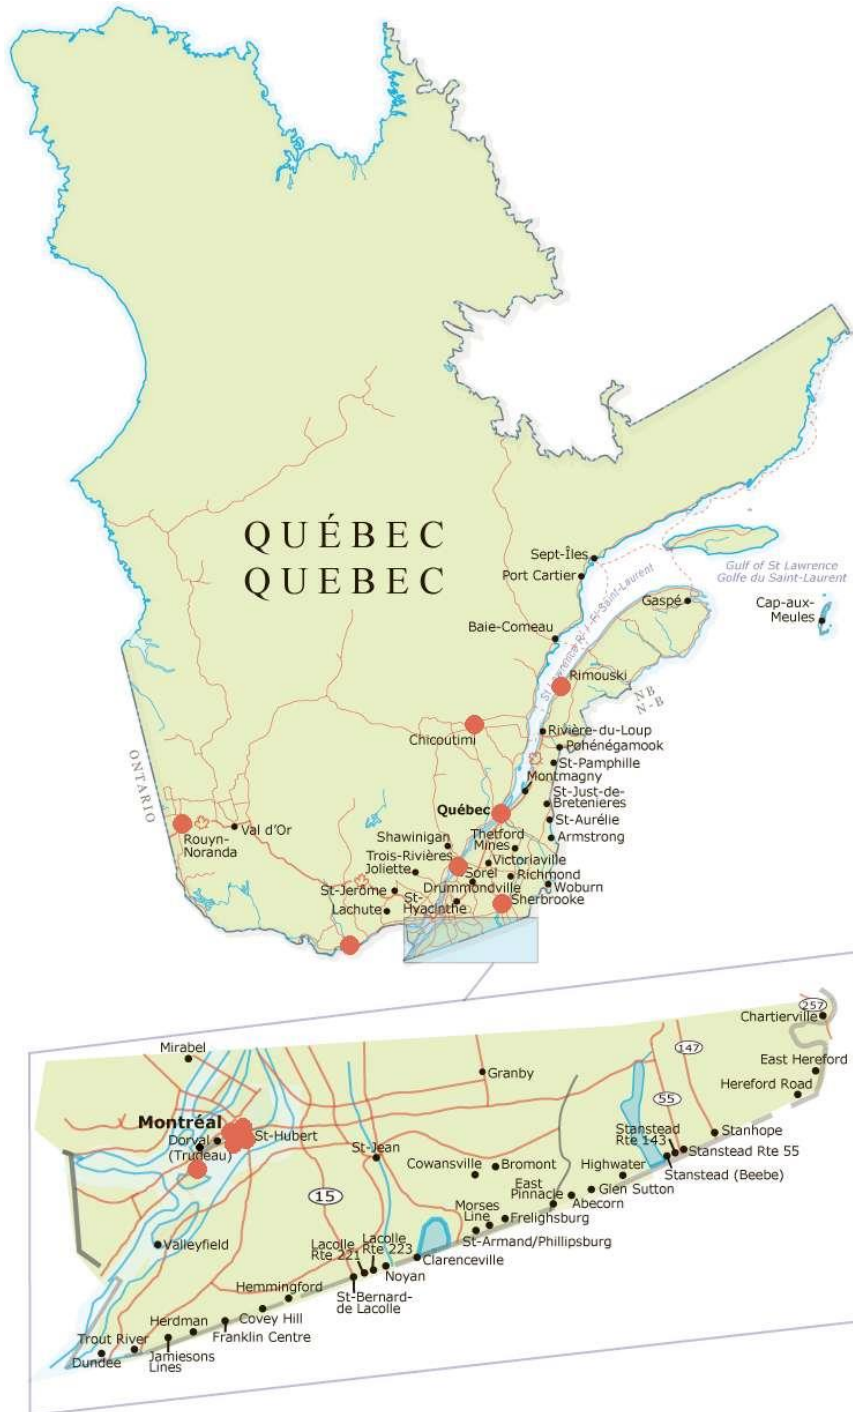 QUÉBEC
QUEBEC
Sept-Îles
Port Cartier
Gulf of St Lawrence
Golfe du Saint-Laurent
Gaspé
Cap-aux-
Meules
Baie-Comeau
Rimouski
NB
N-B
ONTARIO
Chicoutimi
Rivière-du-Loup
Pohénégamook
St-Pamphille
Montmagny
St-Just-de-
Bretenieres
Québec
St-Aurélie
Armstrong
Rouyn-
Noranda
Val d'Or
Shawinigan
Thetford
Mines
Trois-Rivières
Victoriaville
Joliette
Sorel
Richmond
St-Jerome
Drummondville
Woburn
St-
Hyacinthe
Lachute
Sherbrooke
257
Chartierville
Mirabel
147
East Hereford
Granby
Hereford Road
55
Montréal
St-Hubert
Dorval
(Trudeau)
St-Jean
Stanstead
Rte 143
Stanhope
Stanstead Rte 55
Cowansville
Bromont
Highwater
Stanstead (Beebe)
15
East
Pinnacle
Glen Sutton
Abecorn
Morses
Line
Frelighsburg
St-Armand/Phillipsburg
Valleyfield
Lacolle
Rte 221
Lacolle
Rte 223
Clarenceville
Noyan
Hemmingford
St-Bernard-
de Lacolle
Covey Hill
Herdman
Franklin Centre
Trout River
Jamiesons
Lines
Dundee